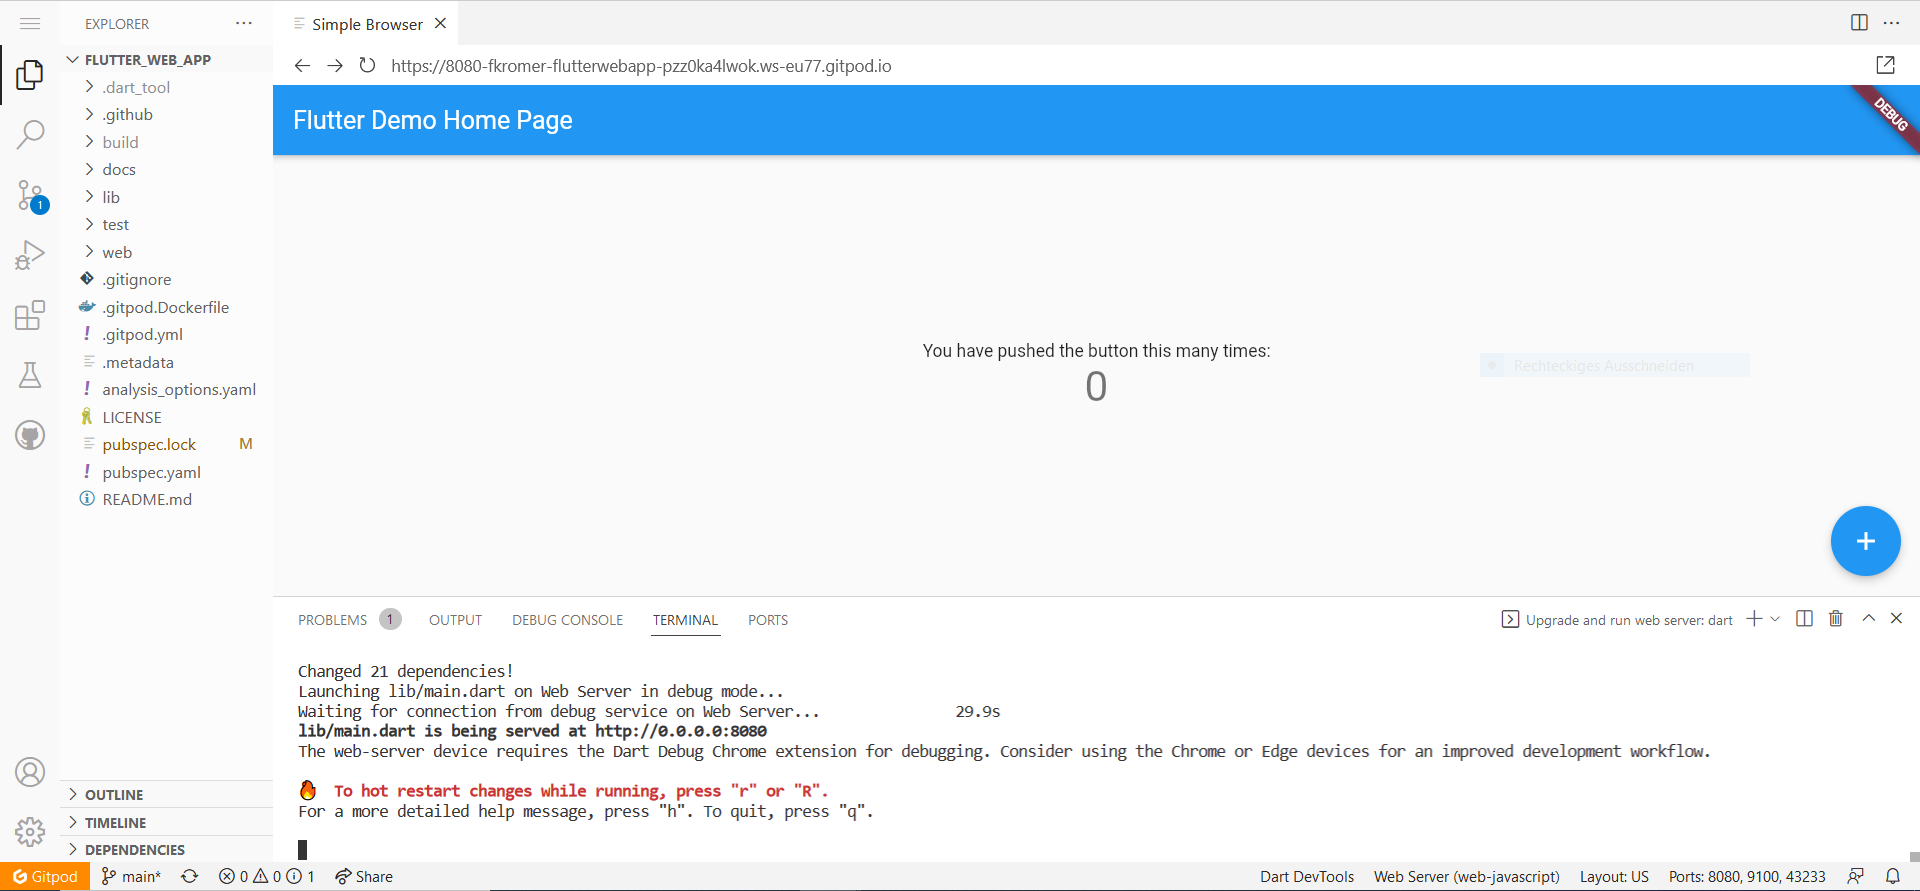 EXPLORER
Simple Browser
FLUTTER_WEB_APP
https://8080-fkromer-flutterwebapp-pzz0ka4lwok.ws-eu77.gitpod.io
.dart_tool
.github
build
docs
lib
test
web
.gitignore
.gitpod.Dockerfile
.gitpod.yml
.metadata
analysis_options.yaml
LICENSE
pubspec.lock M
pubspec.yaml
README.md
1
OUTLINE
TIMELINE
DEPENDENCIES
Flutter Demo Home Page
DEBUG
You have pushed the button this many times:
0
Rechteckiges Ausschneiden
+
PROBLEMS 1 OUTPUT DEBUG CONSOLE TERMINAL PORTS
Upgrade and run web server: dart
Changed 21 dependencies!
Launching lib/main.dart on Web Server in debug mode...
Waiting for connection from debug service on Web Server... 29.9s
lib/main.dart is being served at http://0.0.0.0:8080
The web-server device requires the Dart Debug Chrome extension for debugging. Consider using the Chrome or Edge devices for an improved development workflow.
🔥 To hot restart changes while running, press "r" or "R".
For a more detailed help message, press "h". To quit, press "q".
Gitpod main* 0 0 1 Share
Dart DevTools Web Server (web-javascript) Layout: US Ports: 8080, 9100, 43233